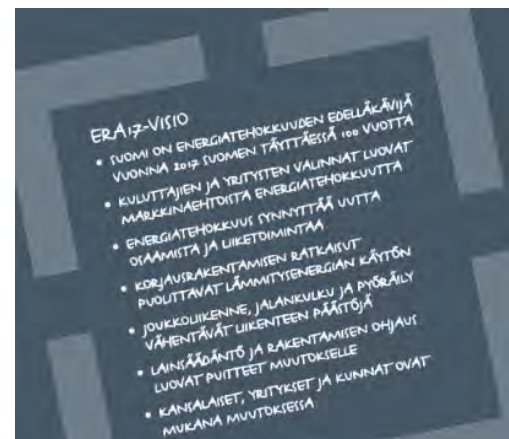 ERA17-VISIO
• SUOMI ON ENERGIATEHOKKUUDEN EDELLÄKÄVIJÄ
VUONNA 2017 SUOMEN TÄYTTÄESSÄ 100 VUOTTA
• KULUTTAJIEN JA YRITYSTEN VALINNAT LUOVAT
MARKKINAEHTOISTA ENERGIATEHOKKUUTTA
• ENERGIATEHOKKUUS SYNNYTTÄÄ UUTTA
OSAAMISTA JA LIIKETOIMINTAA
• KORJAUSRAKENTAMISEN RATKAISUT
PUOLITTAVAT LÄMMITYSENERGIAN KÄYTÖN
• JOUKKOLIIKENNE, JALANKULKU JA PYÖRÄILY
VÄHENTÄVÄT LIIKENTEEN PÄÄSTÖJÄ
• LAINSÄÄDÄNTÖ JA RAKENTAMISEN OHJAUS
LUOVAT PUITTEET MUUTOKSELLE
• KANSALAISET, YRITYKSET JA KUNNAT OVAT
MUKANA MUUTOKSESSA